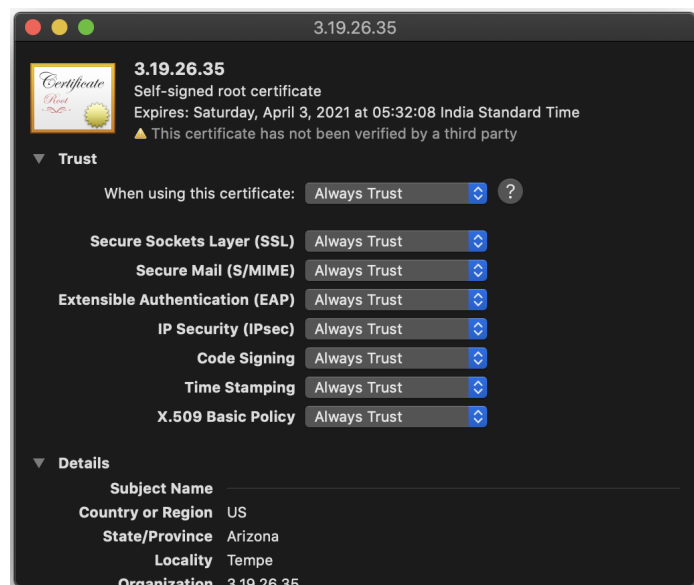 3.19.26.35
Certificate
Root
3.19.26.35
Self-signed root certificate
Expires: Saturday, April 3, 2021 at 05:32:08 India Standard Time
This certificate has not been verified by a third party
Trust
When using this certificate: Always Trust ?
Secure Sockets Layer (SSL) Always Trust
Secure Mail (S/MIME) Always Trust
Extensible Authentication (EAP) Always Trust
IP Security (IPsec) Always Trust
Code Signing Always Trust
Time Stamping Always Trust
X.509 Basic Policy Always Trust
Details
Subject Name
Country or Region US
State/Province Arizona
Locality Tempe
Organization 3.19.26.35